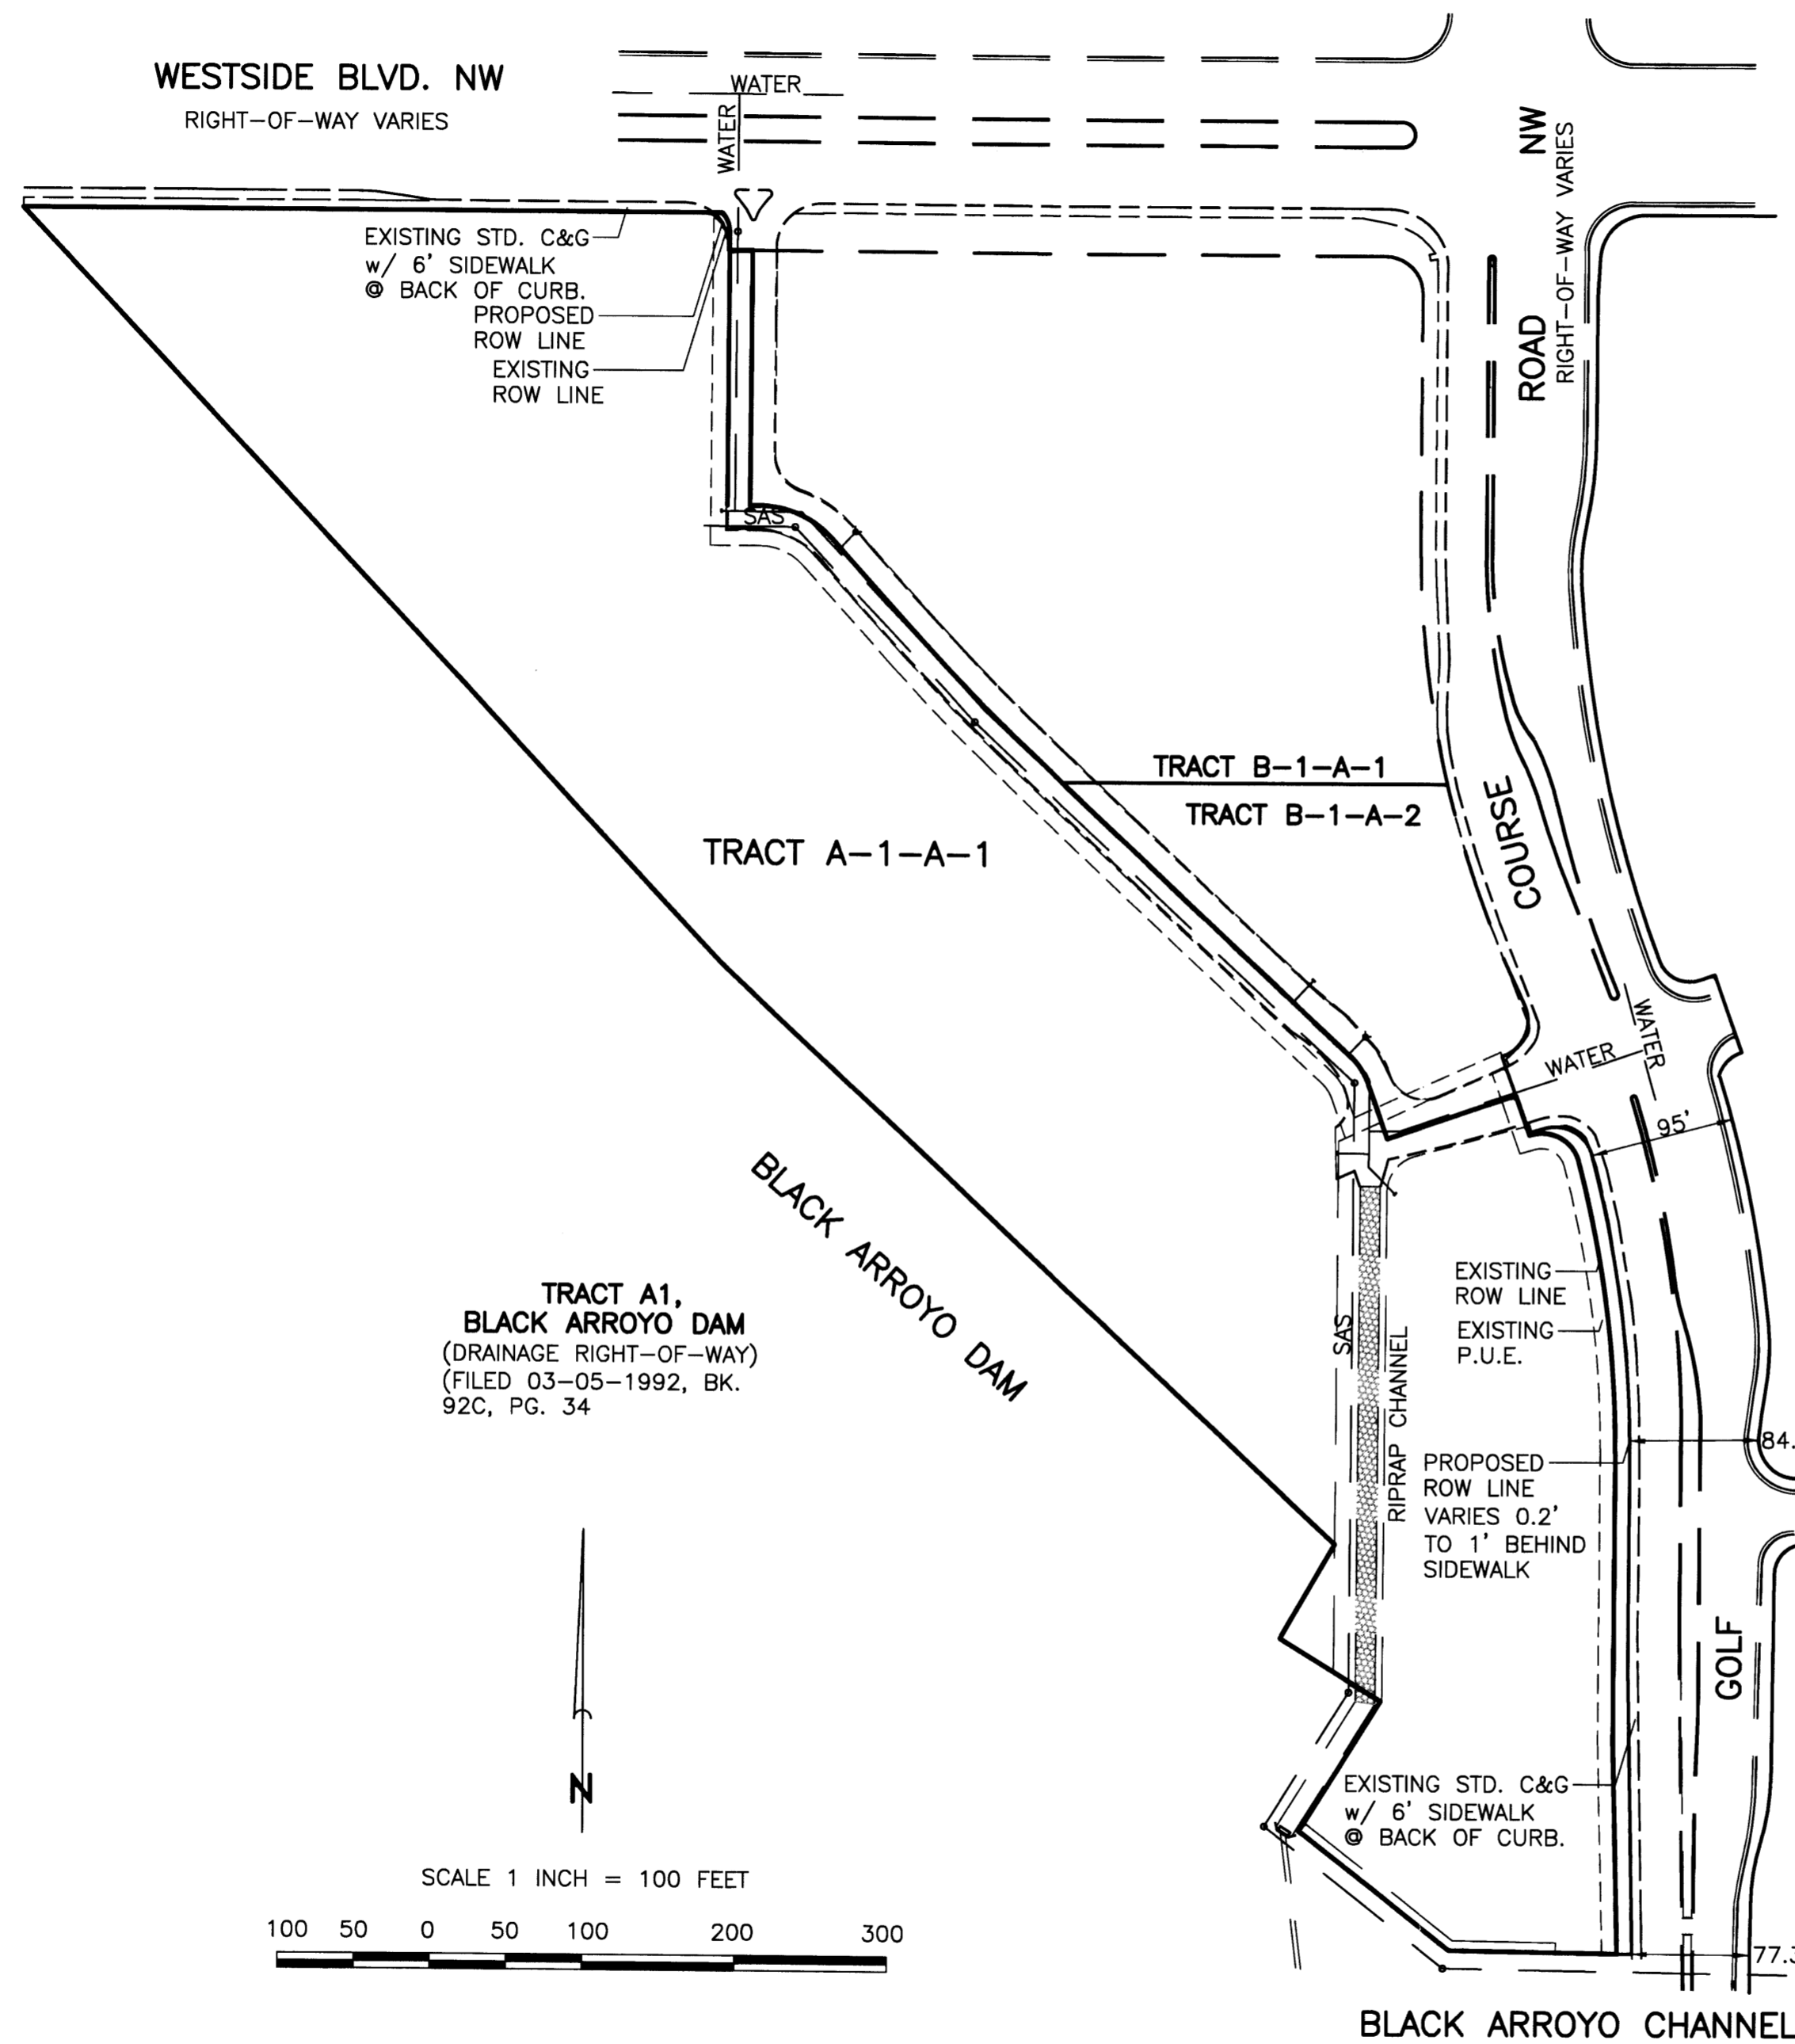 WESTSIDE BLVD. NW
RIGHT-OF-WAY VARIES
WATER
WATER
NW
RIGHT-OF-WAY VARIES
ROAD
EXISTING STD. C&G
w/ 6' SIDEWALK
@ BACK OF CURB.
PROPOSED
ROW LINE
EXISTING
ROW LINE
SAS
TRACT B-1-A-1
TRACT B-1-A-2
COURSE
TRACT A-1-A-1
WATER
WATER
95'
BLACK ARROYO DAM
TRACT A1,
BLACK ARROYO DAM
(DRAINAGE RIGHT-OF-WAY)
(FILED 03-05-1992, BK.
92C, PG. 34
SAS
RIPRAP CHANNEL
EXISTING
ROW LINE
EXISTING
P.U.E.
84.
PROPOSED
ROW LINE
VARIES 0.2'
TO 1' BEHIND
SIDEWALK
GOLF
N
EXISTING STD. C&G
w/ 6' SIDEWALK
@ BACK OF CURB.
SCALE 1 INCH = 100 FEET
100 50 0 50 100 200 300
77.3
BLACK ARROYO CHANNEL